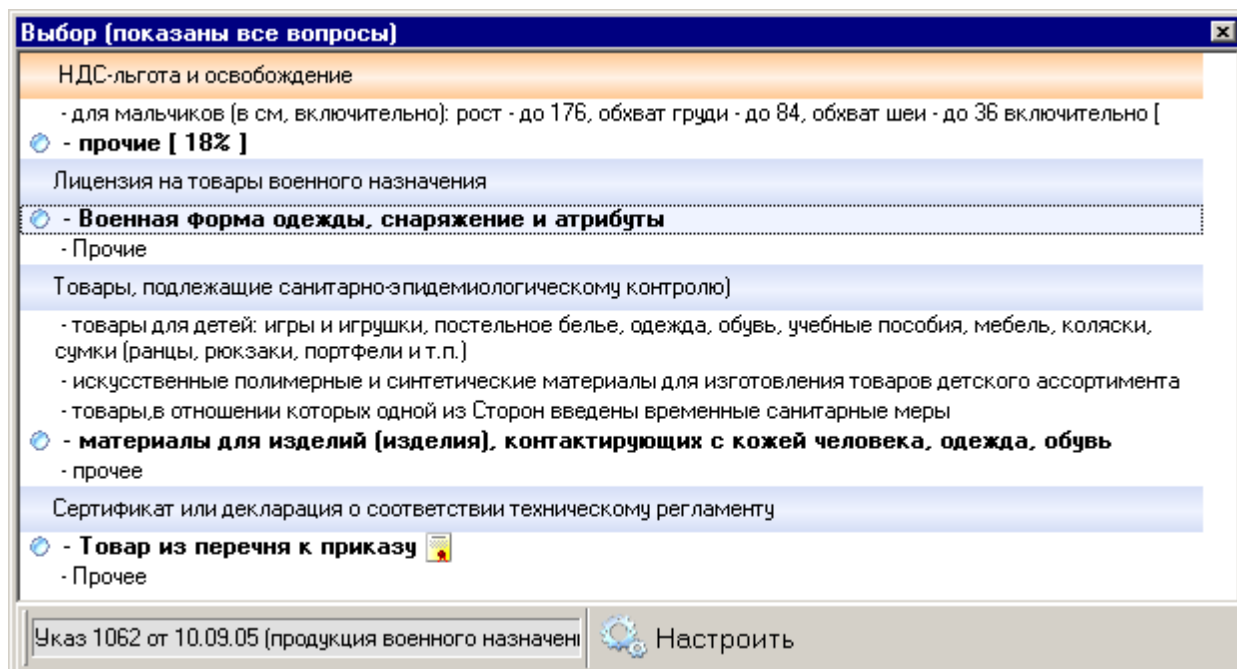 Выбор (показаны все вопросы)
НДС-льгота и освобождение
- для мальчиков (в см, включительно): рост - до 176, обхват груди - до 84, обхват шеи - до 36 включительно [
- прочие [ 18% ]
Лицензия на товары военного назначения
- Военная форма одежды, снаряжение и атрибуты
- Прочие
Товары, подлежащие санитарно-эпидемиологическому контролю)
- товары для детей: игры и игрушки, постельное белье, одежда, обувь, учебные пособия, мебель, коляски,
сумки (ранцы, рюкзаки, портфели и т.п.)
- искусственные полимерные и синтетические материалы для изготовления товаров детского ассортимента
- товары,в отношении которых одной из Сторон введены временные санитарные меры
- материалы для изделий (изделия), контактирующих с кожей человека, одежда, обувь
- прочее
Сертификат или декларация о соответствии техническому регламенту
- Товар из перечня к приказу
- Прочее
Указ 1062 от 10.09.05 (продукция военного назначени
Настроить